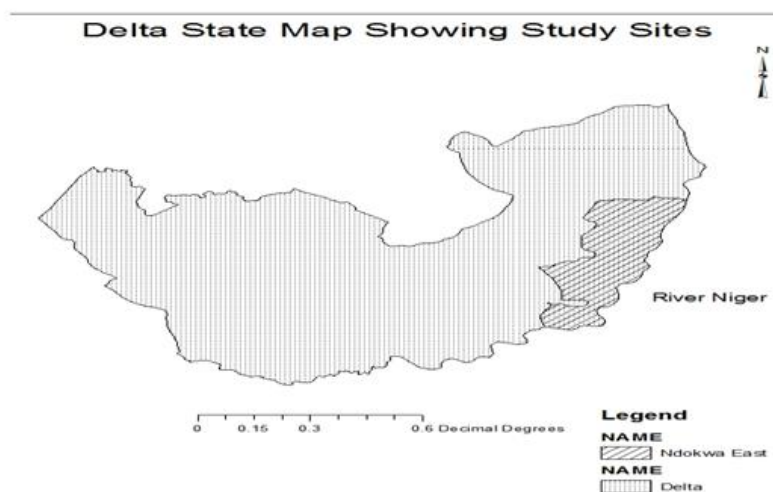 Delta State Map Showing Study Sites
N
River Niger
0 0.15 0.3 0.6 Decimal Degrees
Legend
NAME
Ndokwa East
NAME
Delta